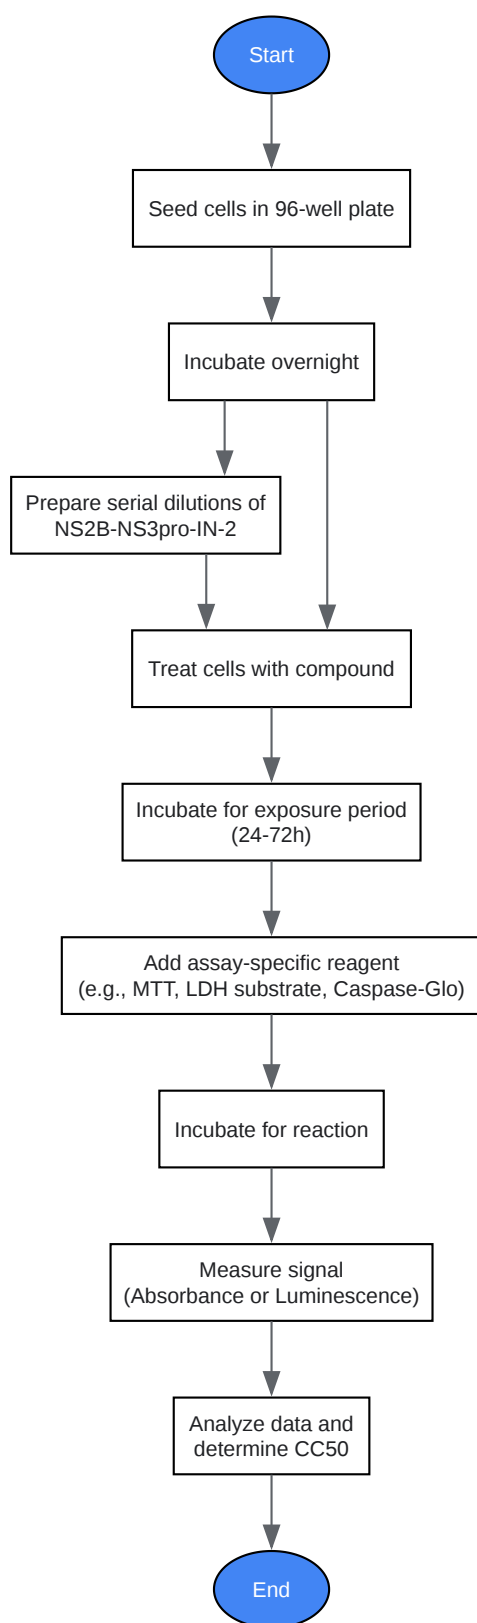 Start
Seed cells in 96-well plate
Incubate overnight
Prepare serial dilutions of
NS2B-NS3pro-IN-2
Treat cells with compound
Incubate for exposure period
(24-72h)
Add assay-specific reagent
(e.g., MTT, LDH substrate, Caspase-Glo)
Incubate for reaction
Measure signal
(Absorbance or Luminescence)
Analyze data and
determine CC50
End